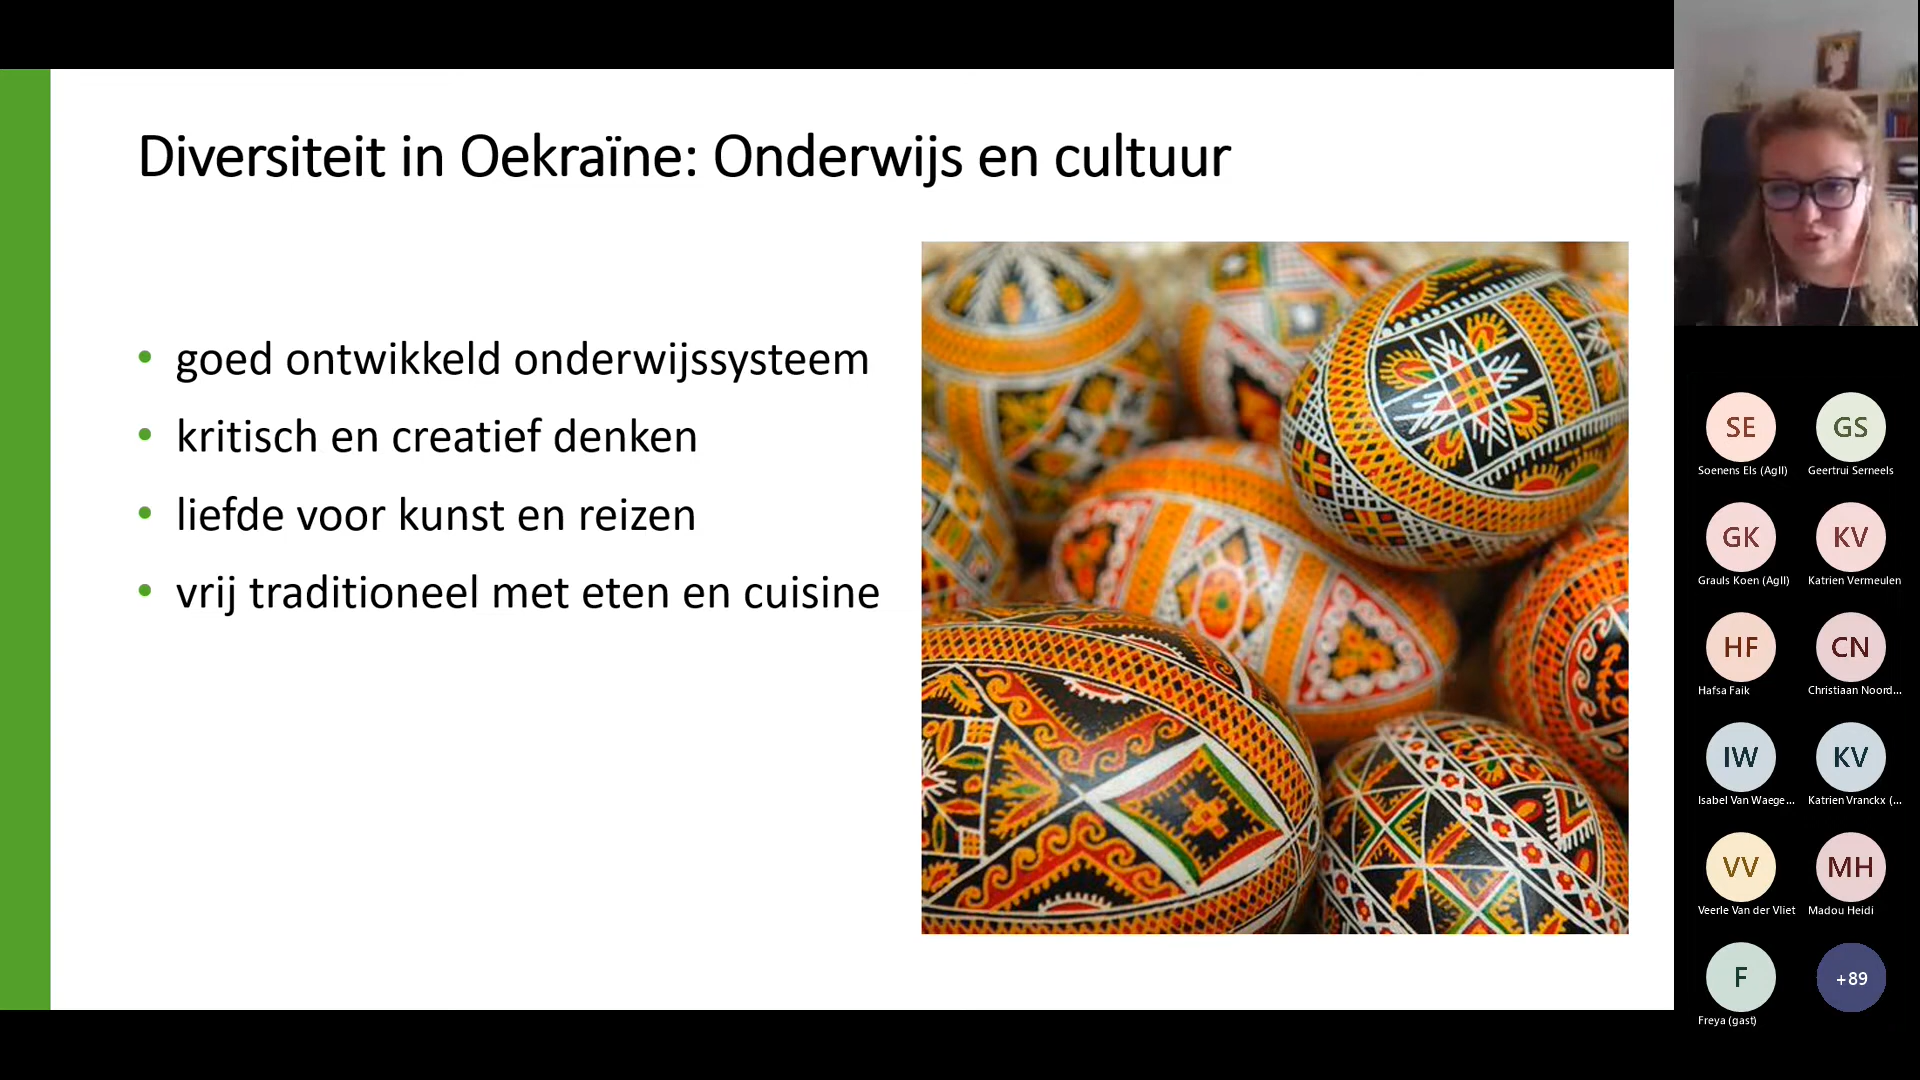 Diversiteit in Oekraïne: Onderwijs en cultuur
• goed ontwikkeld onderwijssysteem
• kritisch en creatief denken
• liefde voor kunst en reizen
• vrij traditioneel met eten en cuisine
SE
GS
Soenens Els (AgII)
Geertrui Serneels
GK
KV
Grauls Koen (AgII)
Katrien Vermeulen
HF
CN
Hafsa Faik
Christiaan Noord...
IW
KV
Isabel Van Waege...
Katrien Vranckx (...
VV
MH
Veerle Van der Vliet
Madou Heidi
F
+89
Freya (gast)